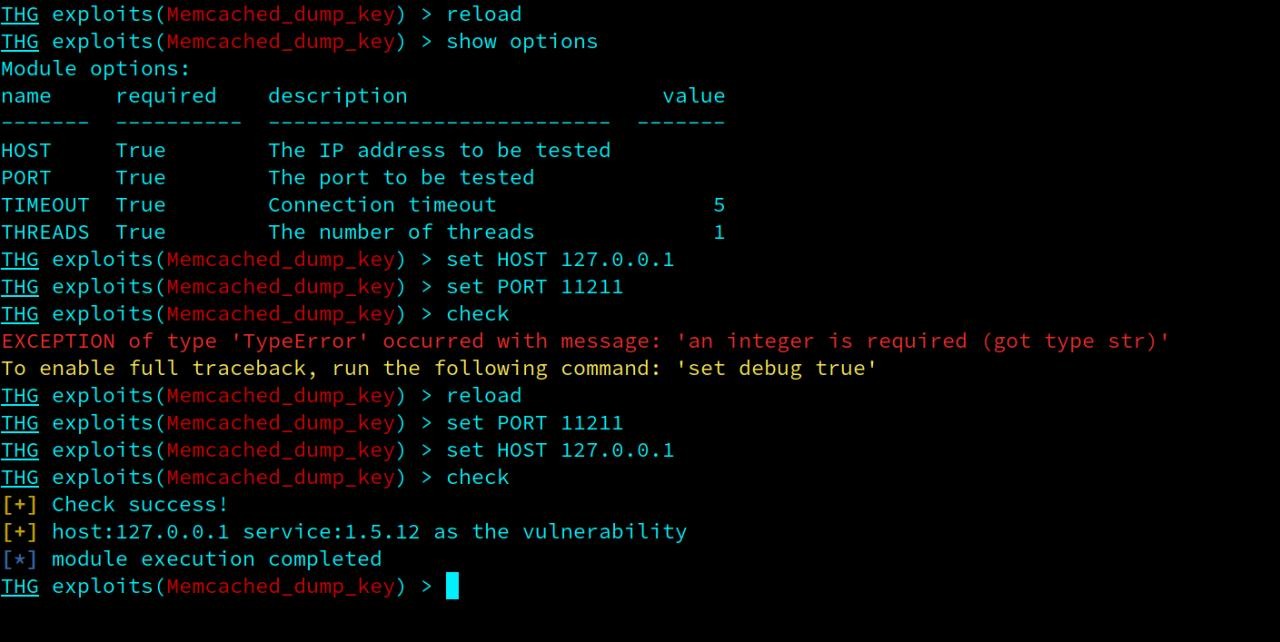 THG exploits(Memcached_dump_key) > reload
THG exploits(Memcached_dump_key) > show options
Module options:
name     required    description                    value
-------  ----------  ---------------------------  -------
HOST     True        The IP address to be tested
PORT     True        The port to be tested
TIMEOUT  True        Connection timeout                 5
THREADS  True        The number of threads              1
THG exploits(Memcached_dump_key) > set HOST 127.0.0.1
THG exploits(Memcached_dump_key) > set PORT 11211
THG exploits(Memcached_dump_key) > check
EXCEPTION of type 'TypeError' occurred with message: 'an integer is required (got type str)'
To enable full traceback, run the following command: 'set debug true'
THG exploits(Memcached_dump_key) > reload
THG exploits(Memcached_dump_key) > set PORT 11211
THG exploits(Memcached_dump_key) > set HOST 127.0.0.1
THG exploits(Memcached_dump_key) > check
[+] Check success!
[+] host:127.0.0.1 service:1.5.12 as the vulnerability
[*] module execution completed
THG exploits(Memcached_dump_key) >